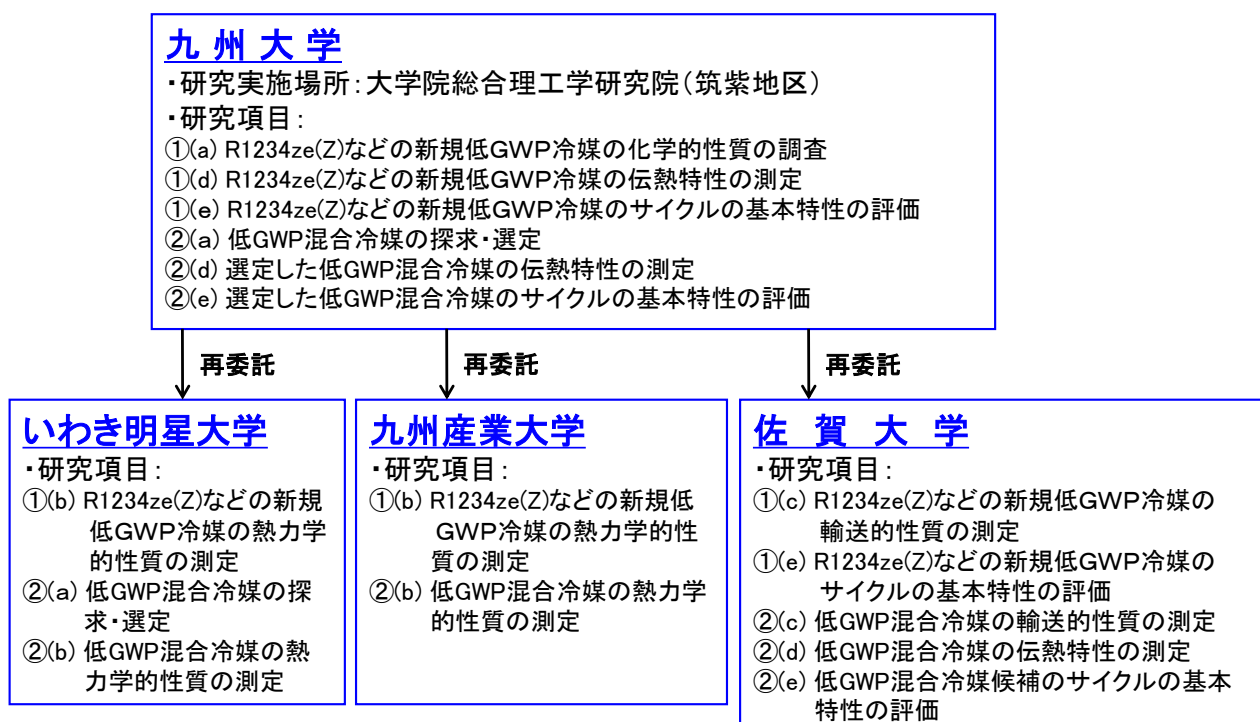 九 州 大 学
・研究実施場所：大学院総合理工学研究院（筑紫地区）
・研究項目：
①(a) R1234ze(Z)などの新規低GWP冷媒の化学的性質の調査
①(d) R1234ze(Z)などの新規低GWP冷媒の伝熱特性の測定
①(e) R1234ze(Z)などの新規低GWP冷媒のサイクルの基本特性の評価
②(a) 低GWP混合冷媒の探求・選定
②(d) 選定した低GWP混合冷媒の伝熱特性の測定
②(e) 選定した低GWP混合冷媒のサイクルの基本特性の評価
再委託
再委託
再委託
いわき明星大学
・研究項目：
①(b) R1234ze(Z)などの新規
低GWP冷媒の熱力学
的性質の測定
②(a) 低GWP混合冷媒の探
求・選定
②(b) 低GWP混合冷媒の熱
力学的性質の測定
九州産業大学
・研究項目：
①(b) R1234ze(Z)などの新規低
GWP冷媒の熱力学的性
質の測定
②(b) 低GWP混合冷媒の熱力学
的性質の測定
佐 賀 大 学
・研究項目：
①(c) R1234ze(Z)などの新規低GWP冷媒の
輸送的性質の測定
①(e) R1234ze(Z)などの新規低GWP冷媒の
サイクルの基本特性の評価
②(c) 低GWP混合冷媒の輸送的性質の測定
②(d) 低GWP混合冷媒の伝熱特性の測定
②(e) 低GWP混合冷媒候補のサイクルの基本
特性の評価